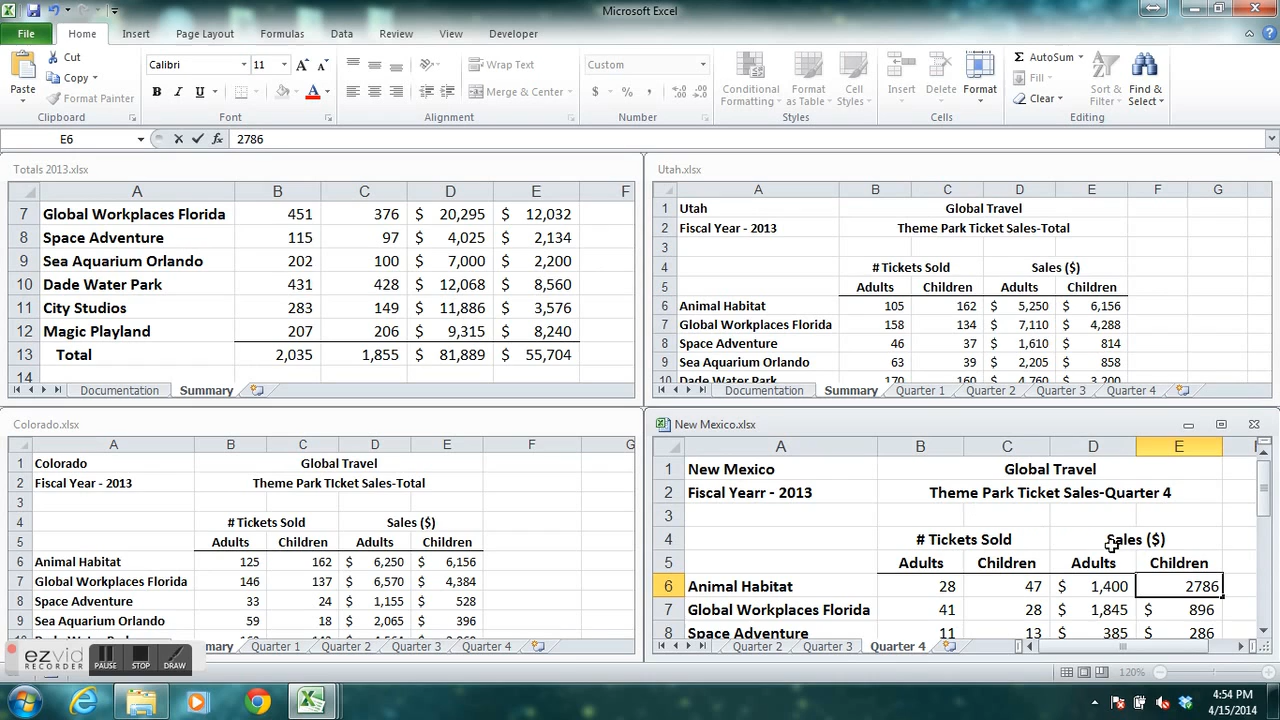 Microsoft Excel
File Home Insert Page Layout Formulas Data Review View Developer
Paste Cut Copy Format Painter Clipboard
Calibri 11 A A B I U A Font
Wrap Text Merge & Center Alignment
Custom $ % , Number
Conditional Formatting Format as Table Cell Styles Styles
Insert Delete Format Cells
Σ AutoSum Fill Clear Sort & Filter Find & Select Editing
E6 fx 2786
Totals 2013.xlsx
A B C D E F
7 Global Workplaces Florida 451 376 $ 20,295 $ 12,032
8 Space Adventure 115 97 $ 4,025 $ 2,134
9 Sea Aquarium Orlando 202 100 $ 7,000 $ 2,200
10 Dade Water Park 431 428 $ 12,068 $ 8,560
11 City Studios 283 149 $ 11,886 $ 3,576
12 Magic Playland 207 206 $ 9,315 $ 8,240
13 Total 2,035 1,855 $ 81,889 $ 55,704
14
Documentation Summary
Utah.xlsx
A B C D E F G
1 Utah Global Travel
2 Fiscal Year - 2013 Theme Park Ticket Sales-Total
3
4 # Tickets Sold Sales ($)
5 Adults Children Adults Children
6 Animal Habitat 105 162 $ 5,250 $ 6,156
7 Global Workplaces Florida 158 134 $ 7,110 $ 4,288
8 Space Adventure 46 37 $ 1,610 $ 814
9 Sea Aquarium Orlando 63 39 $ 2,205 $ 858
10 Dade Water Park 170 160 $ 4,760 $ 3,200
Documentation Summary Quarter 1 Quarter 2 Quarter 3 Quarter 4
Colorado.xlsx
A B C D E F G
1 Colorado Global Travel
2 Fiscal Year - 2013 Theme Park TIcket Sales-Total
3
4 # Tickets Sold Sales ($)
5 Adults Children Adults Children
6 Animal Habitat 125 162 $ 6,250 $ 6,156
7 Global Workplaces Florida 146 137 $ 6,570 $ 4,384
8 Space Adventure 33 24 $ 1,155 $ 528
9 Sea Aquarium Orlando 59 18 $ 2,065 $ 396
mmary Quarter 1 Quarter 2 Quarter 3 Quarter 4
ezvid RECORDER PAUSE STOP DRAW
New Mexico.xlsx
A B C D E
1 New Mexico Global Travel
2 Fiscal Yearr - 2013 Theme Park Ticket Sales-Quarter 4
3
4 # Tickets Sold Sales ($)
5 Adults Children Adults Children
6 Animal Habitat 28 47 $ 1,400 2786
7 Global Workplaces Florida 41 28 $ 1,845 $ 896
8 Space Adventure 11 13 $ 385 $ 286
Quarter 2 Quarter 3 Quarter 4
120%
4:54 PM
4/15/2014